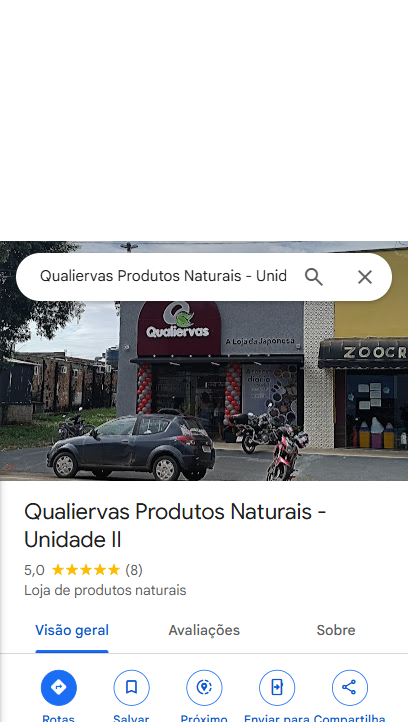 Qualiervas Produtos Naturais - Unid
Qualiervas
A Loja da Japonesa
ZOOCR
Qualiervas Produtos Naturais -
Unidade II
5,0 ★★★★★ (8)
Loja de produtos naturais
Visão geral
Avaliações
Sobre
Rotas
Salvar
Próximo
Enviar para
Compartilha